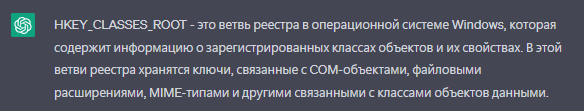 HKEY_CLASSES_ROOT - это ветвь реестра в операционной системе Windows, которая
содержит информацию о зарегистрированных классах объектов и их свойствах. В этой
ветви реестра хранятся ключи, связанные с COM-объектами, файловыми
расширениями, MIME-типами и другими связанными с классами объектов данными.